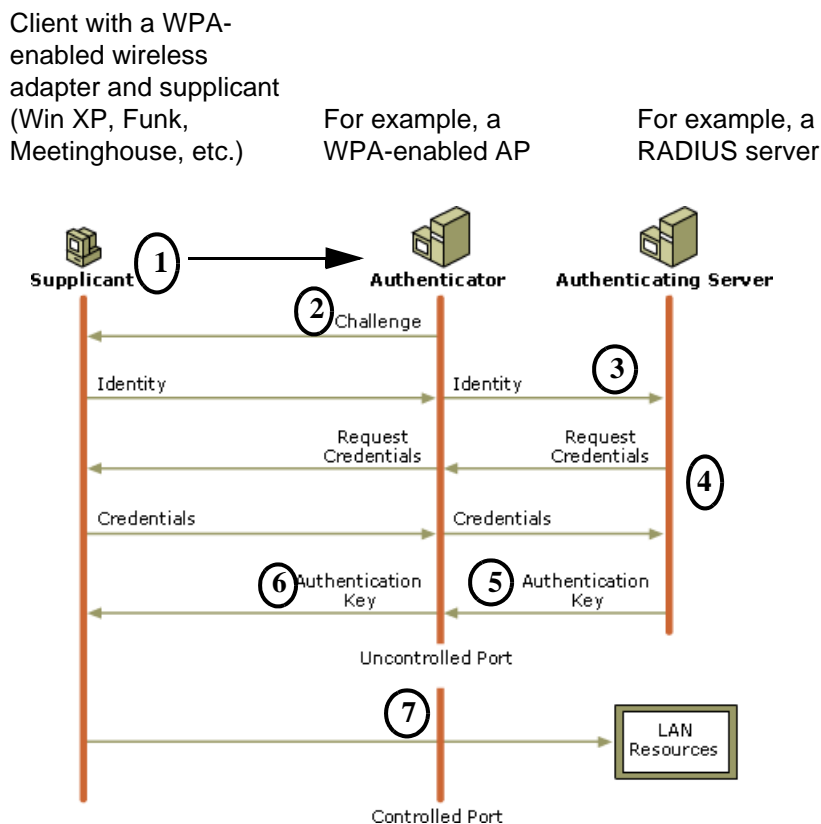 Client with a WPA-
enabled wireless
adapter and supplicant
(Win XP, Funk,
Meetinghouse, etc.)
For example, a
WPA-enabled AP
For example, a
RADIUS server
Supplicant
1
Authenticator
Authenticating Server
2
Challenge
Identity
Identity
3
Request
Credentials
Request
Credentials
4
Credentials
Credentials
6
Authentication
Key
5
Authentication
Key
Uncontrolled Port
7
LAN
Resources
Controlled Port